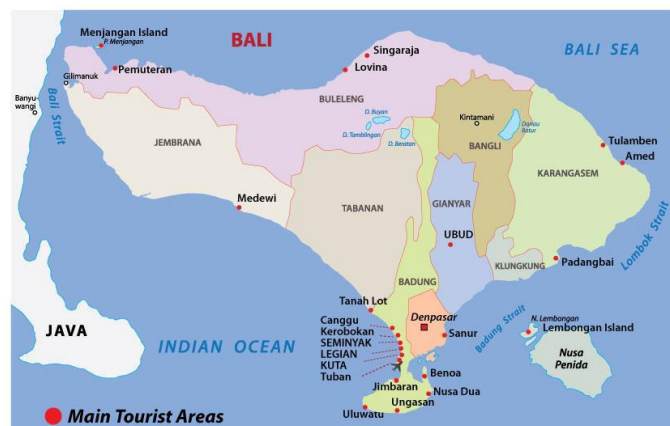 Menjangan Island
P. Menjangan
BALI
Singaraja
BALI SEA
Pemuteran
Lovina
Gilimanuk
Banyu-
wangi
Bali Strait
BULELENG
D. Buyan
D. Tamblingan
D. Beratan
Kintamani
Danau
Batur
JEMBRANA
BANGLI
Tulamben
Amed
KARANGASEM
Medewi
TABANAN
GIANYAR
UBUD
Lombok Strait
KLUNGKUNG
Padangbai
BADUNG
Tanah Lot
Canggu
Kerobokan
SEMINYAK
LEGIAN
KUTA
Tuban
Denpasar
Sanur
Badung Strait
N. Lembongan
Lembongan Island
JAVA
INDIAN OCEAN
Nusa
Penida
Benoa
Jimbaran
Nusa Dua
Ungasan
Uluwatu
Main Tourist Areas